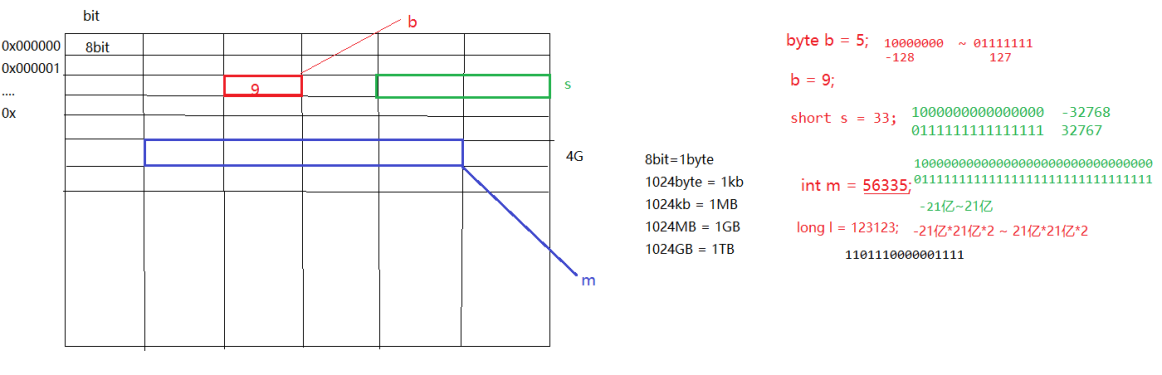 bit
8bit
0x000000
0x000001
....
0x
b
9
s
4G
m
8bit=1byte
1024byte = 1kb
1024kb = 1MB
1024MB = 1GB
1024GB = 1TB
byte b = 5; 10000000 ~ 01111111
-128 127
b = 9;
short s = 33; 1000000000000000 -32768
0111111111111111 32767
10000000000000000000000000000000
int m = 56335; 01111111111111111111111111111111
-21亿~21亿
long l = 123123; -21亿*21亿*2 ~ 21亿*21亿*2
1101110000001111